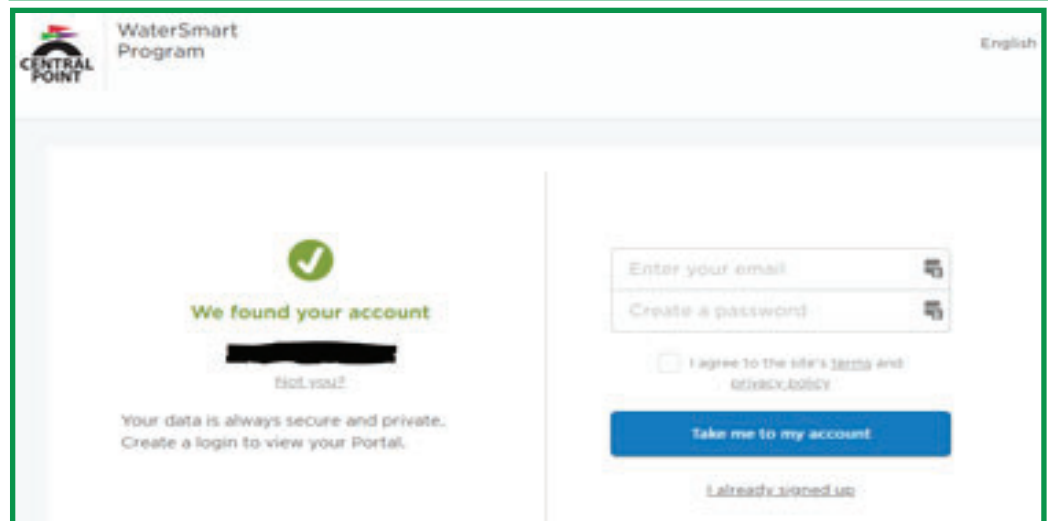 CENTRAL
POINT
WaterSmart
Program
English
We found your account
Not you?
Your data is always secure and private.
Create a login to view your Portal.
Enter your email
Create a password
I agree to the site's terms and
privacy policy
Take me to my account
I already signed up